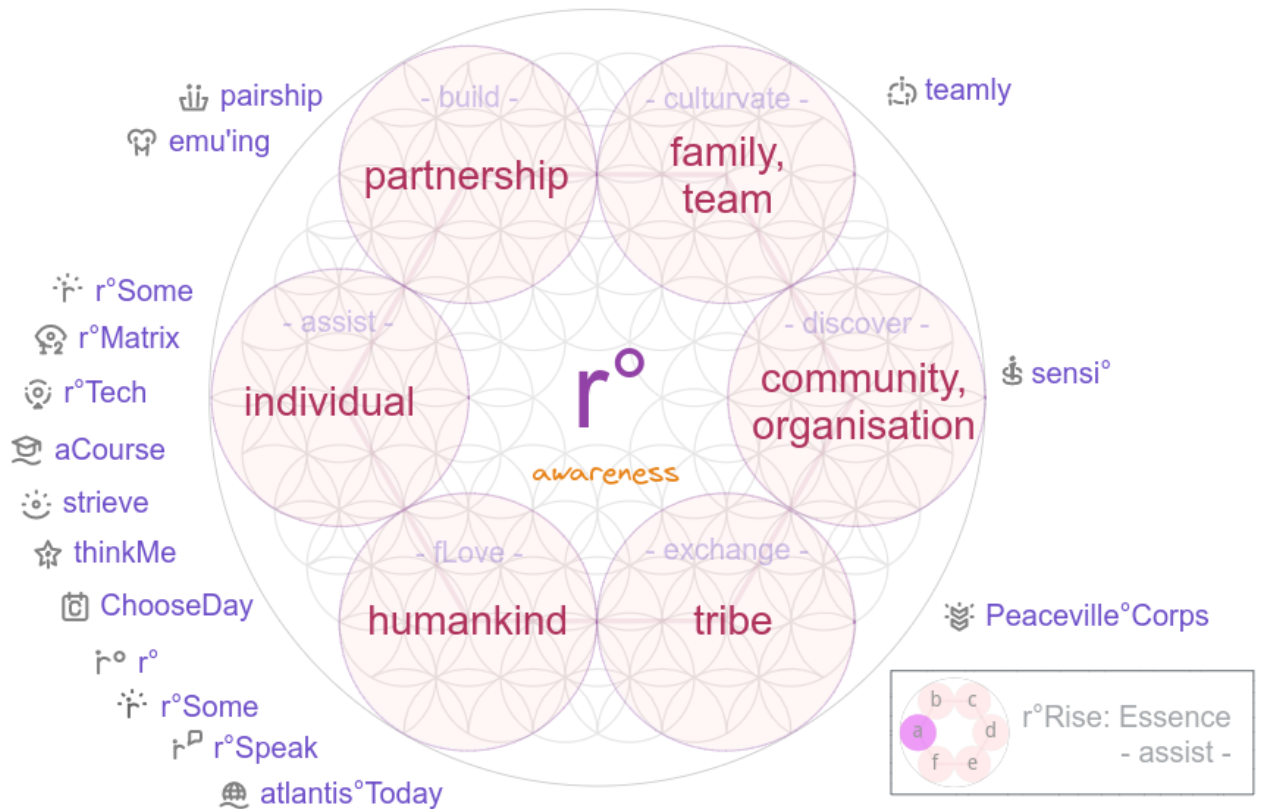 pairship
emu'ing
- build -
partnership
- culturvate -
family,
team
teamly
r°Some
r°Matrix
r°Tech
aCourse
strieve
thinkMe
ChooseDay
r°
r°Some
r°Speak
atlantis°Today
- assist -
individual
r°
awareness
- discover -
community,
organisation
sensi°
- fLove -
humankind
- exchange -
tribe
Peaceville°Corps
b c
a d
f e
r°Rise: Essence
- assist -